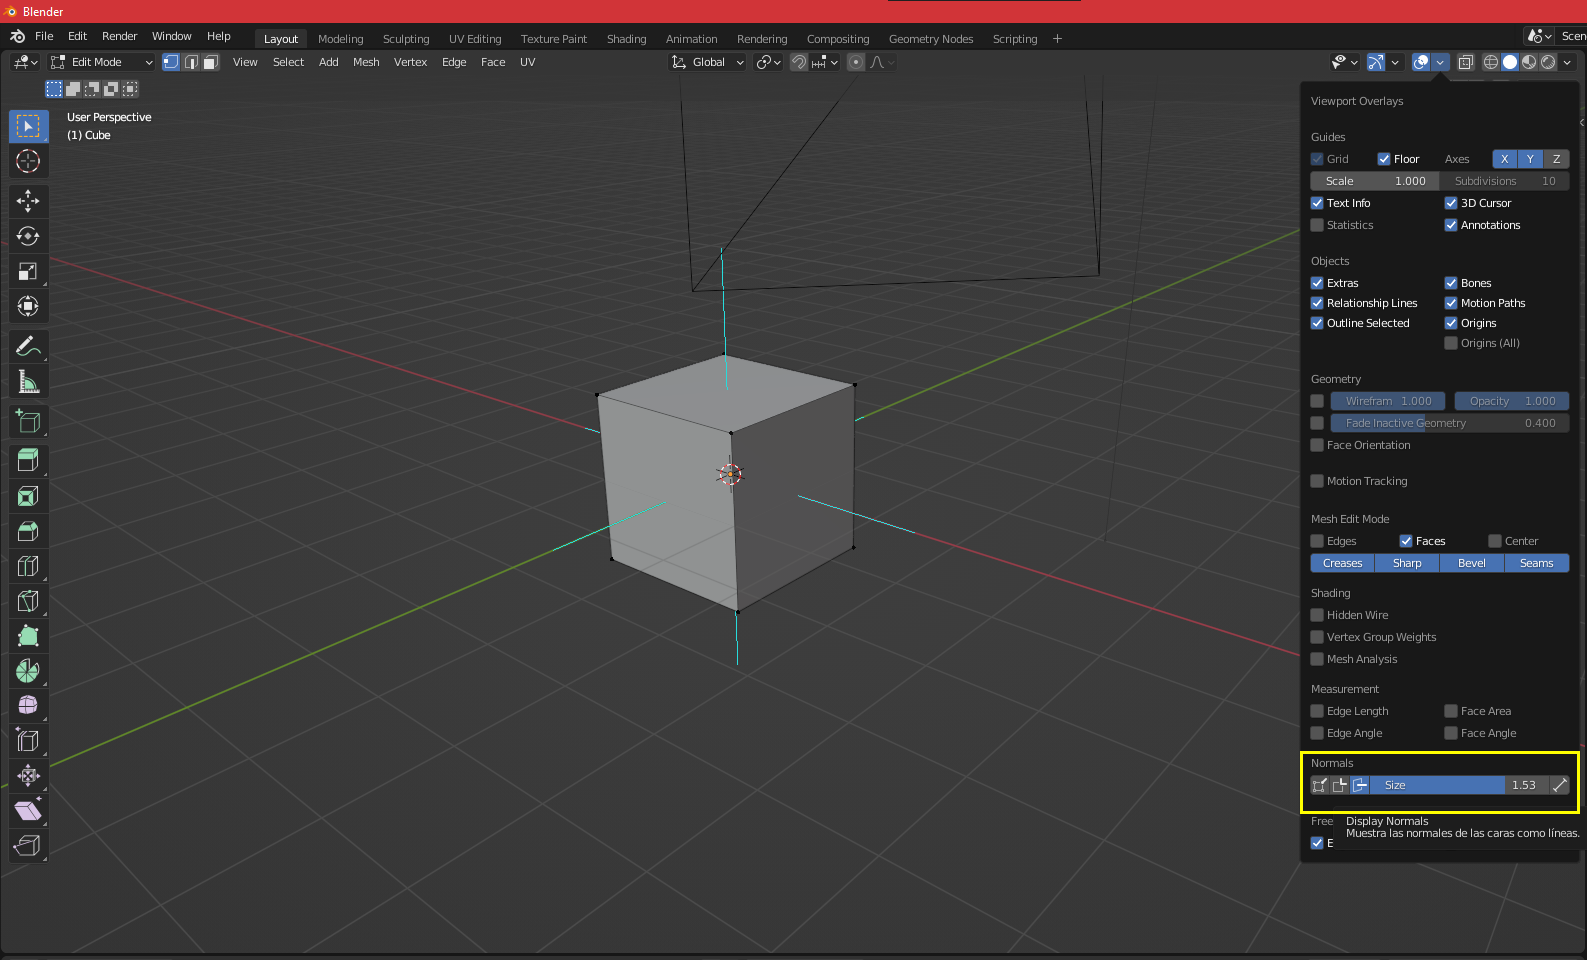 Blender
File Edit Render Window Help Layout Modeling Sculpting UV Editing Texture Paint Shading Animation Rendering Compositing Geometry Nodes Scripting + Scen
Edit Mode View Select Add Mesh Vertex Edge Face UV Global
User Perspective
(1) Cube
Viewport Overlays
Guides
Grid Floor Axes X Y Z
Scale 1.000 Subdivisions 10
Text Info 3D Cursor
Statistics Annotations
Objects
Extras Bones
Relationship Lines Motion Paths
Outline Selected Origins
Origins (All)
Geometry
Wirefram 1.000 Opacity 1.000
Fade Inactive Geometry 0.400
Face Orientation
Motion Tracking
Mesh Edit Mode
Edges Faces Center
Creases Sharp Bevel Seams
Shading
Hidden Wire
Vertex Group Weights
Mesh Analysis
Measurement
Edge Length Face Area
Edge Angle Face Angle
Normals
Size 1.53
Free Display Normals
Muestra las normales de las caras como líneas.
E